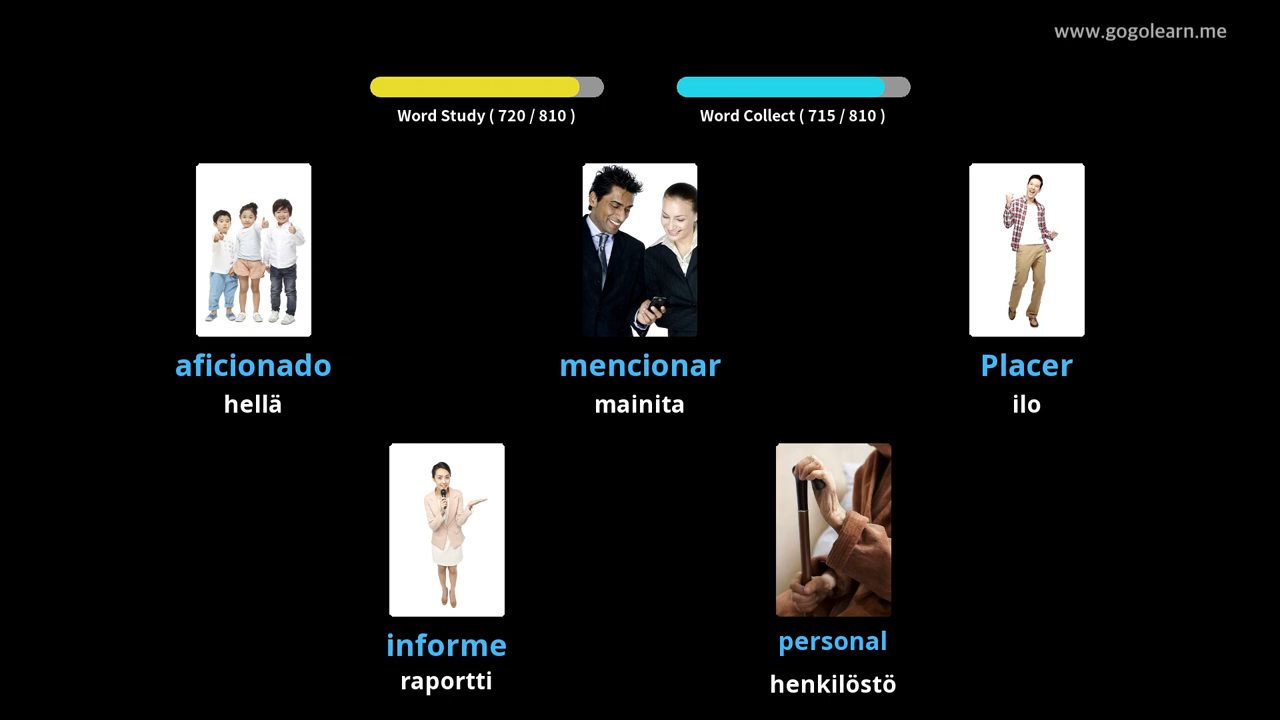 www.gogolearn.me
Word Study ( 720 / 810 )
Word Collect ( 715 / 810 )
aficionado
hellä
mencionar
mainita
Placer
ilo
informe
raportti
personal
henkilöstö